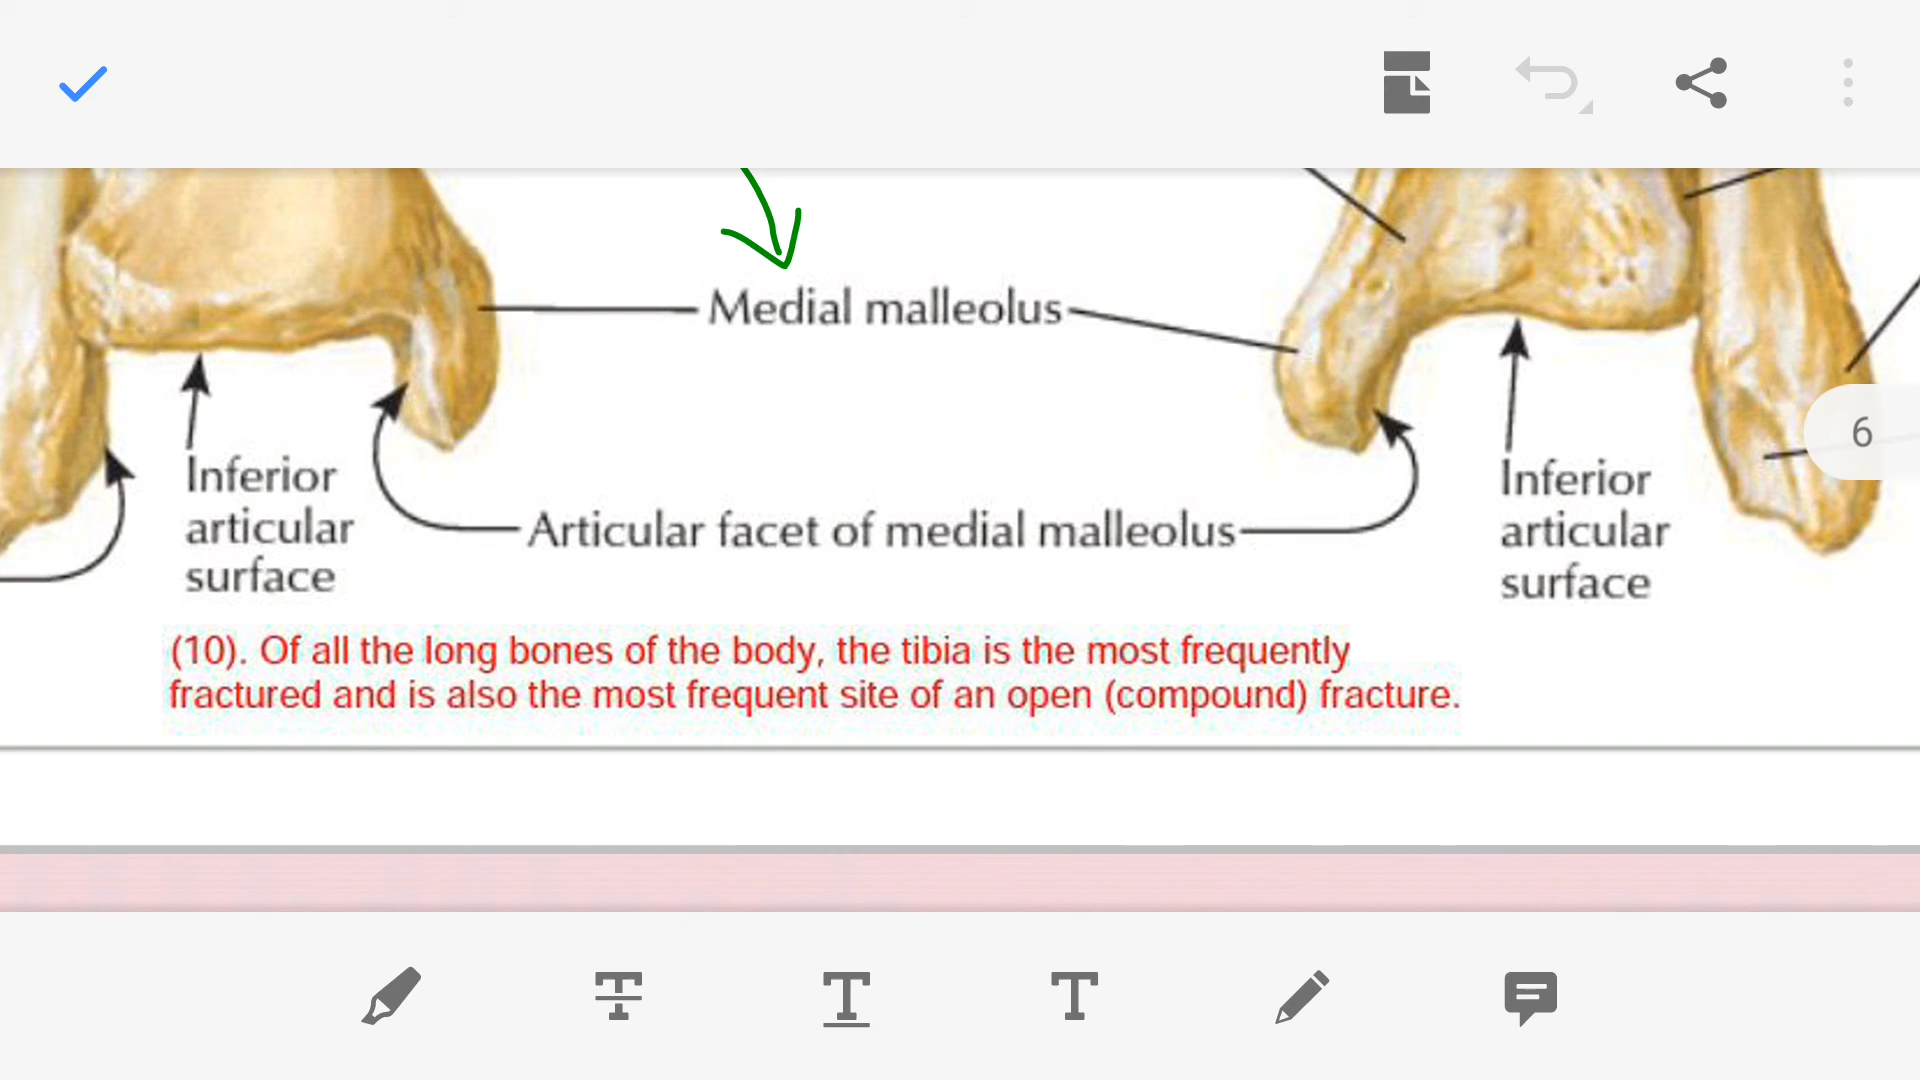 Medial malleolus
6
Inferior
articular
surface
Articular facet of medial malleolus
Inferior
articular
surface
(10). Of all the long bones of the body, the tibia is the most frequently
fractured and is also the most frequent site of an open (compound) fracture.